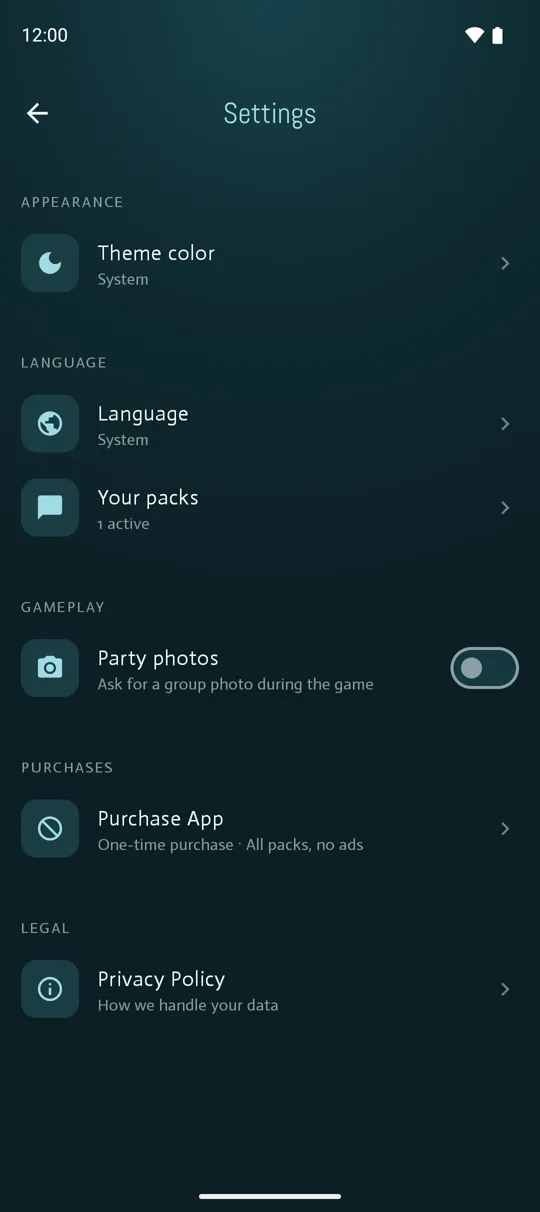 12:00
Settings
APPEARANCE
Theme color
System
LANGUAGE
Language
System
Your packs
1 active
GAMEPLAY
Party photos
Ask for a group photo during the game
PURCHASES
Purchase App
One-time purchase · All packs, no ads
LEGAL
Privacy Policy
How we handle your data